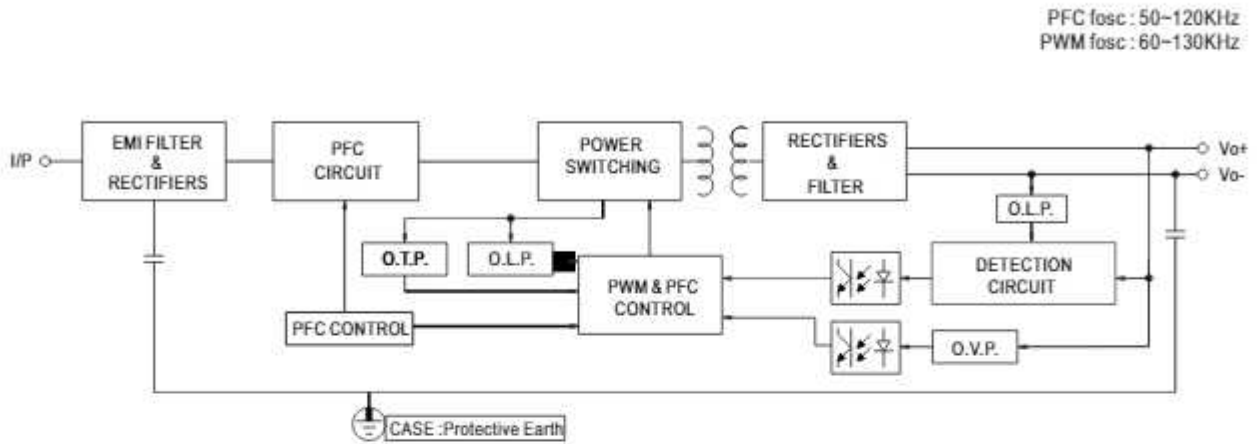 PFC fosc : 50~120KHz
PWM fosc : 60~130KHz
I/P
EMI FILTER
&
RECTIFIERS
PFC
CIRCUIT
POWER
SWITCHING
RECTIFIERS
&
FILTER
Vo+
Vo-
O.L.P.
O.T.P.
O.L.P.
PWM & PFC
CONTROL
DETECTION
CIRCUIT
PFC CONTROL
O.V.P.
CASE :Protective Earth